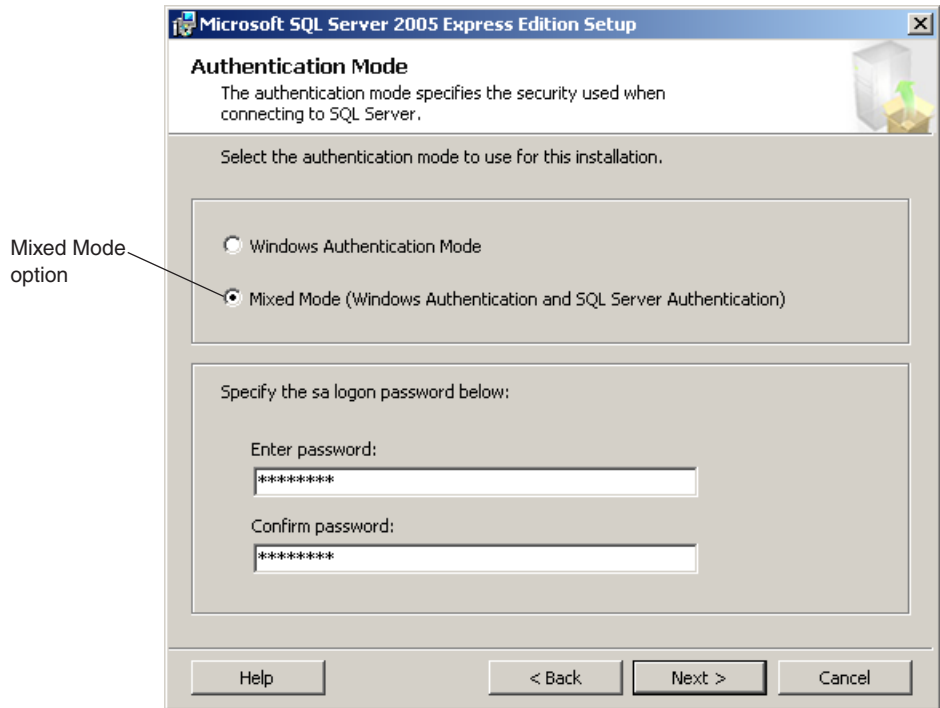 Microsoft SQL Server 2005 Express Edition Setup
Authentication Mode
The authentication mode specifies the security used when
connecting to SQL Server.
Select the authentication mode to use for this installation.
Mixed Mode
option
Windows Authentication Mode
Mixed Mode (Windows Authentication and SQL Server Authentication)
Specify the sa logon password below:
Enter password:
********
Confirm password:
********
Help
< Back
Next >
Cancel